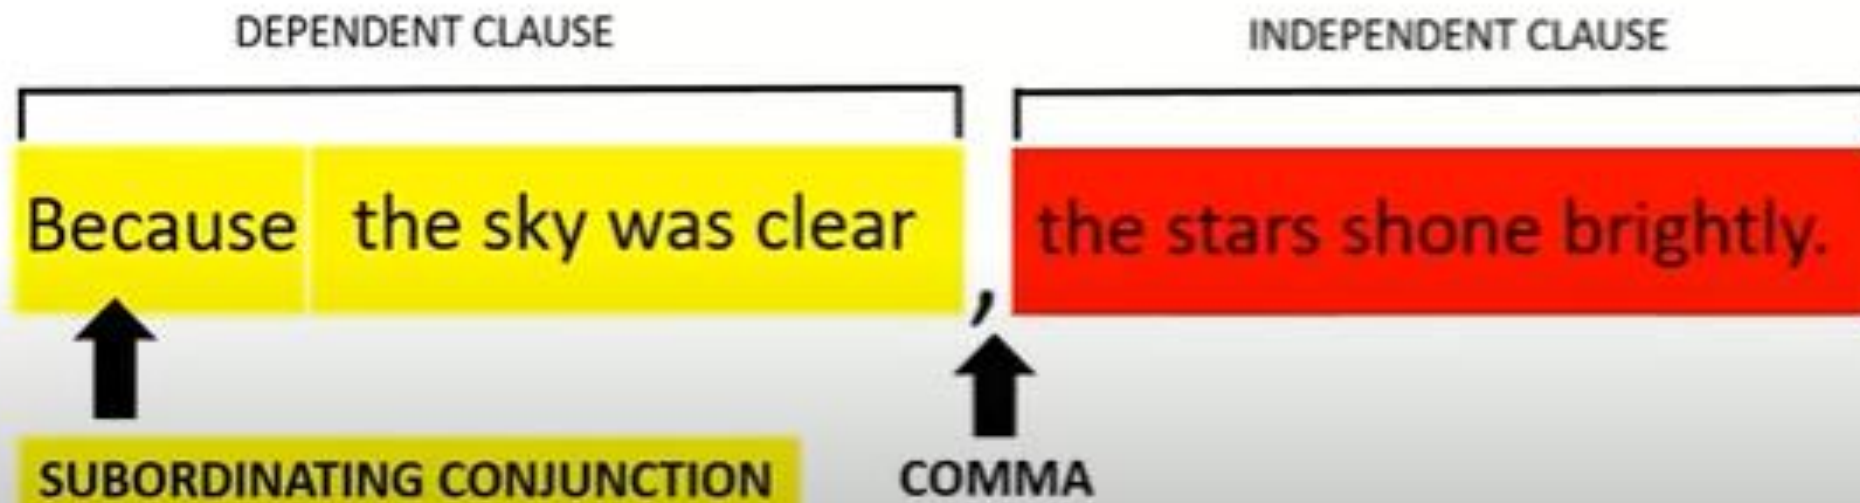 DEPENDENT CLAUSE INDEPENDENT CLAUSE
Because the sky was clear, the stars shone brightly.
SUBORDINATING CONJUNCTION COMMA